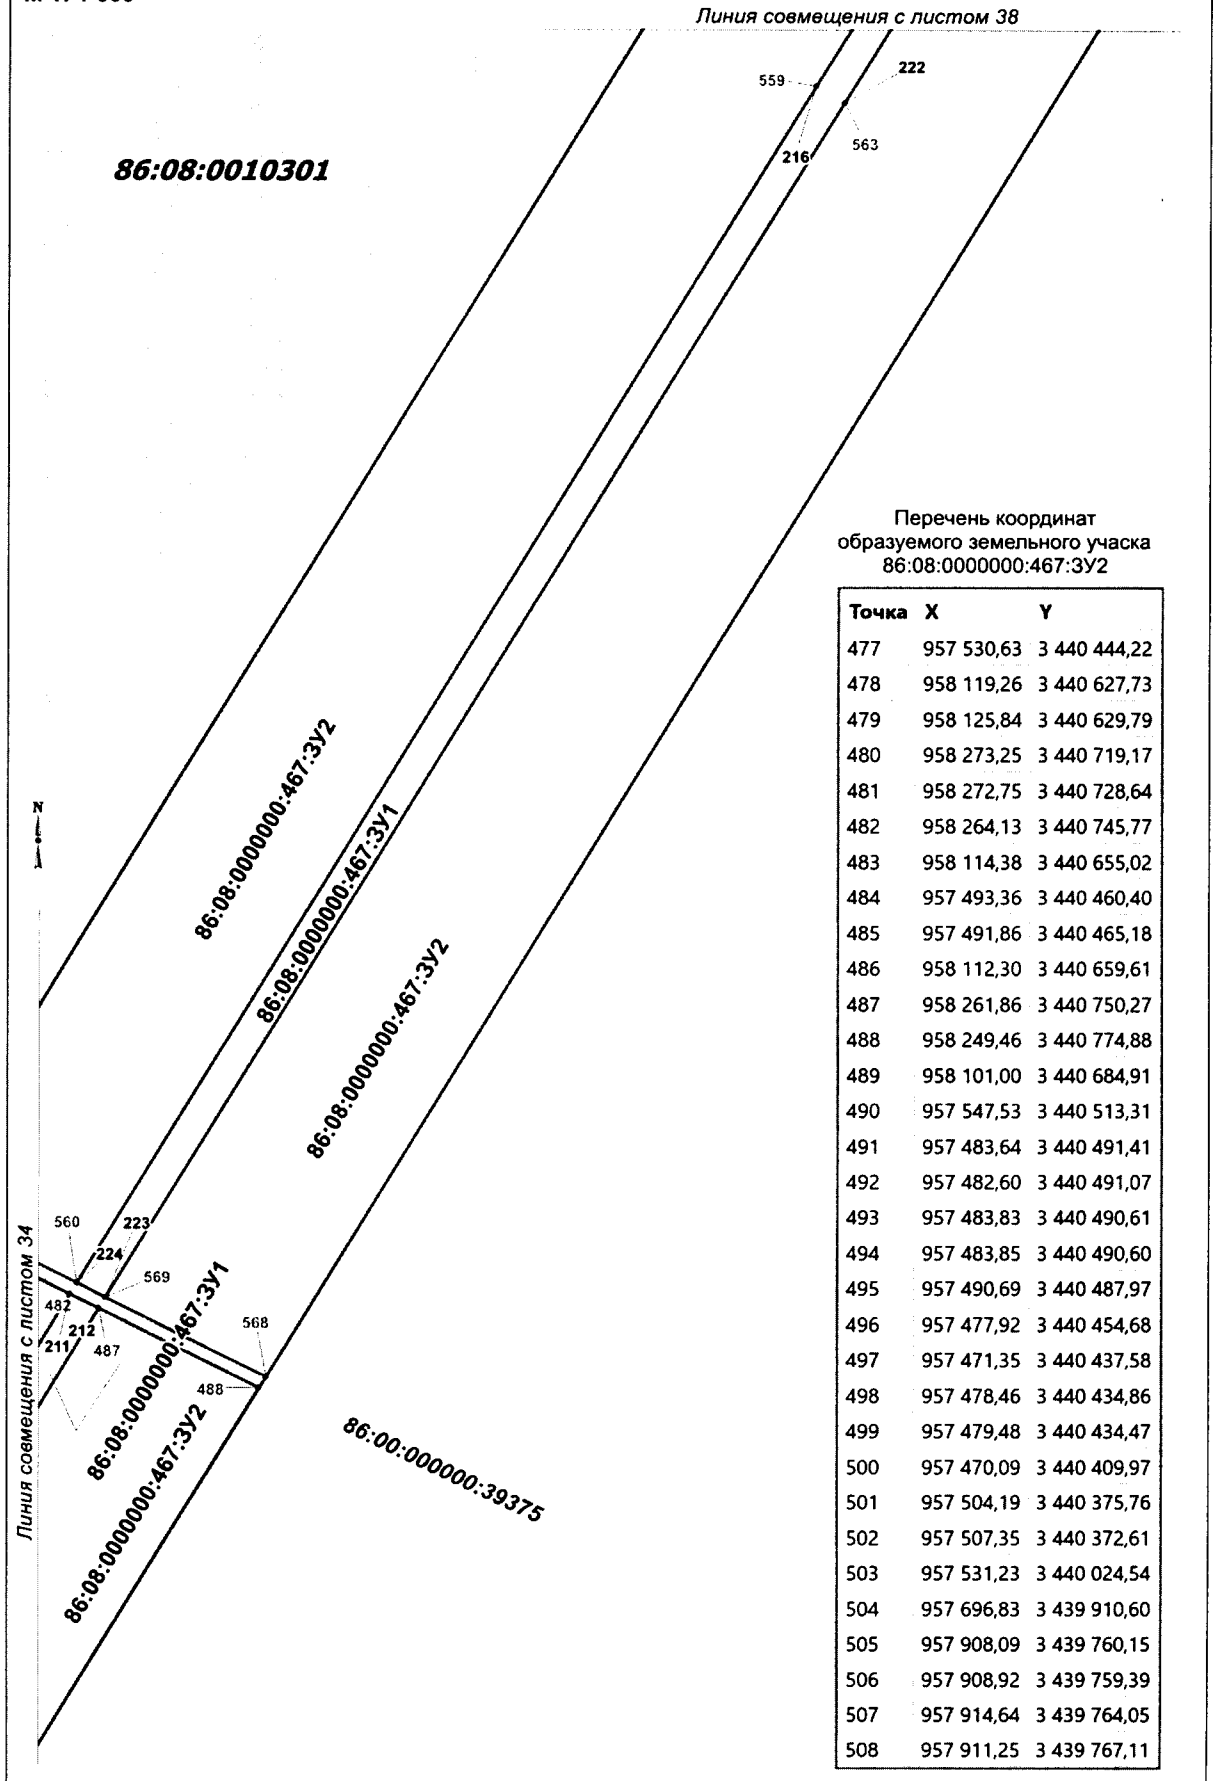 Линия совмещения с листом 38
559
222
216
563
86:08:0010301
Перечень координат
образуемого земельного учаска
86:08:0000000:467:ЗУ2
Точка X Y
477 957 530,63 3 440 444,22
478 958 119,26 3 440 627,73
479 958 125,84 3 440 629,79
480 958 273,25 3 440 719,17
481 958 272,75 3 440 728,64
482 958 264,13 3 440 745,77
483 958 114,38 3 440 655,02
484 957 493,36 3 440 460,40
485 957 491,86 3 440 465,18
486 958 112,30 3 440 659,61
487 958 261,86 3 440 750,27
488 958 249,46 3 440 774,88
489 958 101,00 3 440 684,91
490 957 547,53 3 440 513,31
491 957 483,64 3 440 491,41
492 957 482,60 3 440 491,07
493 957 483,83 3 440 490,61
494 957 483,85 3 440 490,60
495 957 490,69 3 440 487,97
496 957 477,92 3 440 454,68
497 957 471,35 3 440 437,58
498 957 478,46 3 440 434,86
499 957 479,48 3 440 434,47
500 957 470,09 3 440 409,97
501 957 504,19 3 440 375,76
502 957 507,35 3 440 372,61
503 957 531,23 3 440 024,54
504 957 696,83 3 439 910,60
505 957 908,09 3 439 760,15
506 957 908,92 3 439 759,39
507 957 914,64 3 439 764,05
508 957 911,25 3 439 767,11
86:08:0000000:467:ЗУ2
N
86:08:0000000:467:ЗУ1
86:08:0000000:467:ЗУ2
560
223
224
569
482
212
211
487
568
488
86:08:0000000:467:ЗУ1
86:08:0000000:467:ЗУ2
86:00:000000:39375
Линия совмещения с листом 34